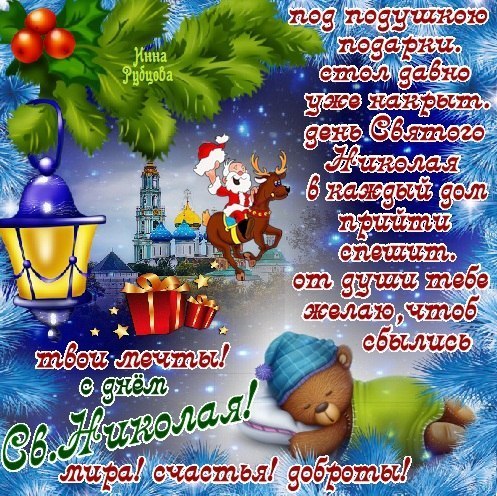 Инна
Рубцова
под подушкою
подарки.
стол давно
уже накрыт.
день Святого
Николая
в каждый дом
прийти
спешит.
от души тебе
желаю,чтоб
сбылись
твои мечты!
с днём
Св.Николая!
мира! счастья! доброты!